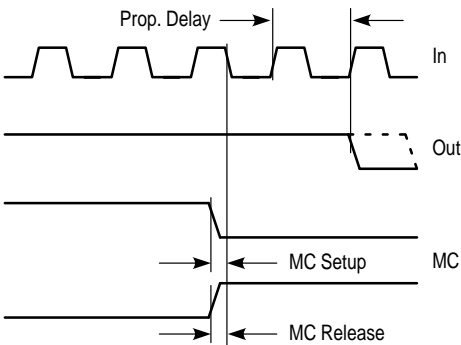 Prop. Delay
In
Out
MC Setup
MC
MC Release